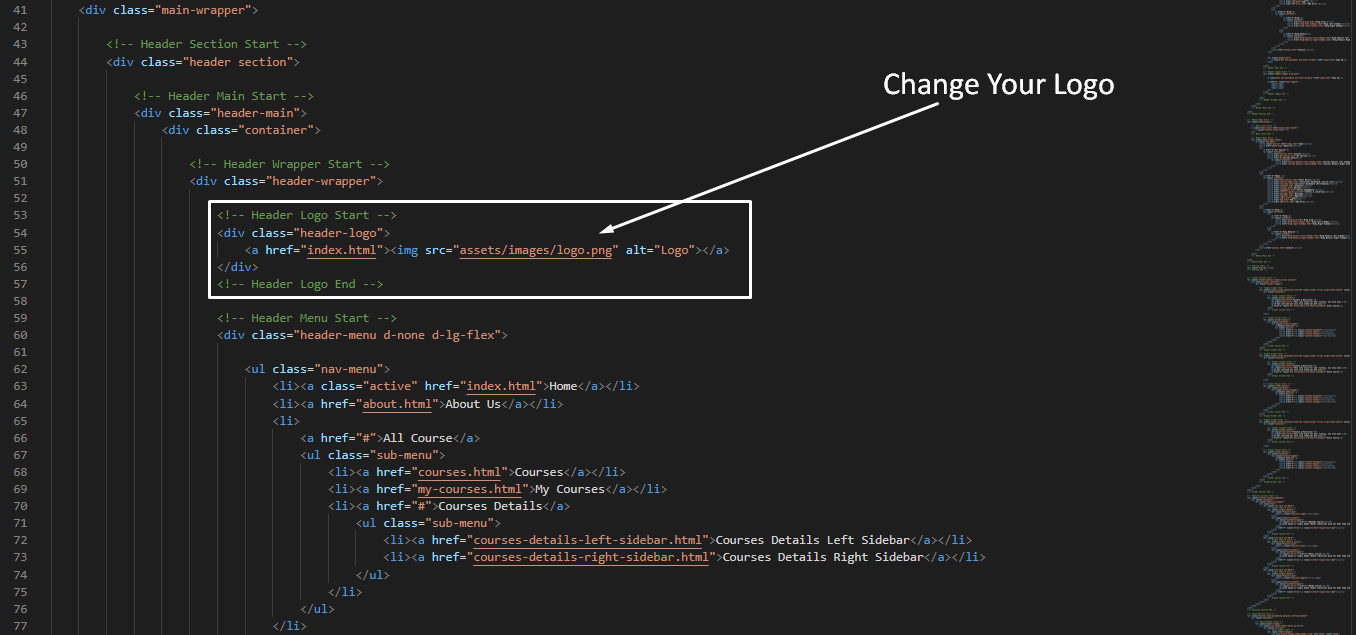 41 <div class="main-wrapper">
42
43 <!-- Header Section Start -->
44 <div class="header section">
45
Change Your Logo
46 <!-- Header Main Start -->
47 <div class="header-main">
48 <div class="container">
49
50 <!-- Header Wrapper Start -->
51 <div class="header-wrapper">
52
53 <!-- Header Logo Start -->
54 <div class="header-logo">
55 <a href="index.html"><img src="assets/images/logo.png" alt="Logo"></a>
56 </div>
57 <!-- Header Logo End -->
58
59 <!-- Header Menu Start -->
60 <div class="header-menu d-none d-lg-flex">
61
62 <ul class="nav-menu">
63 <li><a class="active" href="index.html">Home</a></li>
64 <li><a href="about.html">About Us</a></li>
65 <li>
66 <a href="#">All Course</a>
67 <ul class="sub-menu">
68 <li><a href="courses.html">Courses</a></li>
69 <li><a href="my-courses.html">My Courses</a></li>
70 <li><a href="#">Courses Details</a>
71 <ul class="sub-menu">
72 <li><a href="courses-details-left-sidebar.html">Courses Details Left Sidebar</a></li>
73 <li><a href="courses-details-right-sidebar.html">Courses Details Right Sidebar</a></li>
74 </ul>
75 </li>
76 </ul>
77 </li>